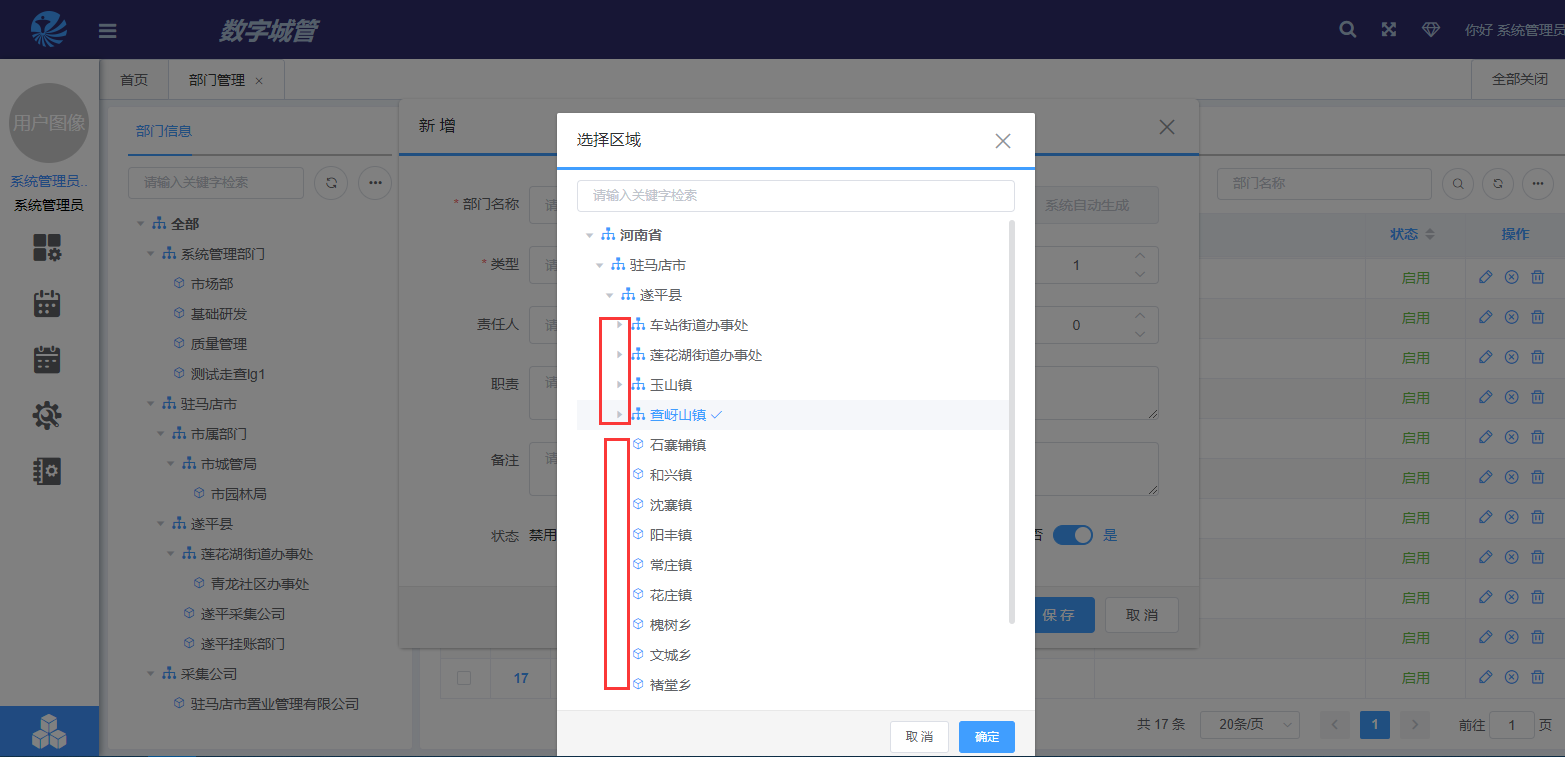 数字城管
你好 系统管理员
首页
部门管理 ×
全部关闭
用户图像
系统管理员..
系统管理员
部门信息
请输入关键字检索
全部
系统管理部门
市场部
基础研发
质量管理
测试走查lg1
驻马店市
市属部门
市城管局
市园林局
遂平县
莲花湖街道办事处
青龙社区办事处
遂平采集公司
遂平挂账部门
采集公司
驻马店市置业管理有限公司
新 增
* 部门名称
请
系统自动生成
* 类型
请
1
责任人
请
0
职责
请
备注
请
状态 禁用
否 是
保 存
取 消
选择区域
请输入关键字检索
河南省
驻马店市
遂平县
车站街道办事处
莲花湖街道办事处
玉山镇
查岈山镇
石寨铺镇
和兴镇
沈寨镇
阳丰镇
常庄镇
花庄镇
槐树乡
文城乡
褚堂乡
取 消
确定
部门名称
状态 操作
启用
启用
启用
启用
启用
启用
启用
启用
启用
启用
17 启用
共 17 条 20条/页 1 前往 1 页